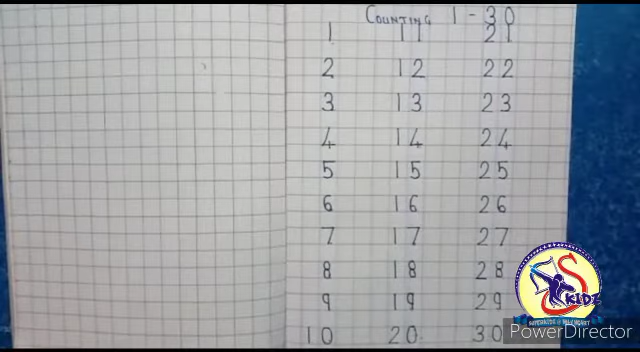 COUNTING 1-30
1 11 21
2 12 22
3 13 23
4 14 24
5 15 25
6 16 26
7 17 27
8 18 28
9 19 29
10 20 30
S KIDZ
PowerDirector